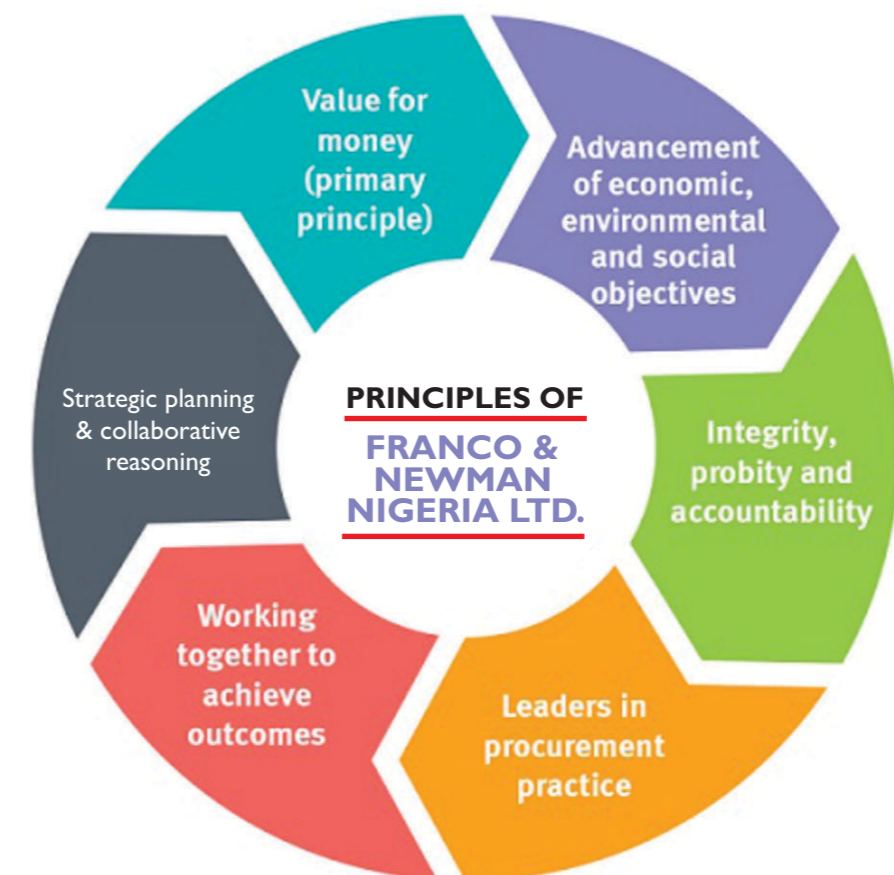 PRINCIPLES OF
FRANCO &
NEWMAN
NIGERIA LTD.
Value for
money
(primary
principle)
Advancement
of economic,
environmental
and social
objectives
Integrity,
probity and
accountability
Leaders in
procurement
practice
Working
together to
achieve
outcomes
Strategic planning
& collaborative
reasoning